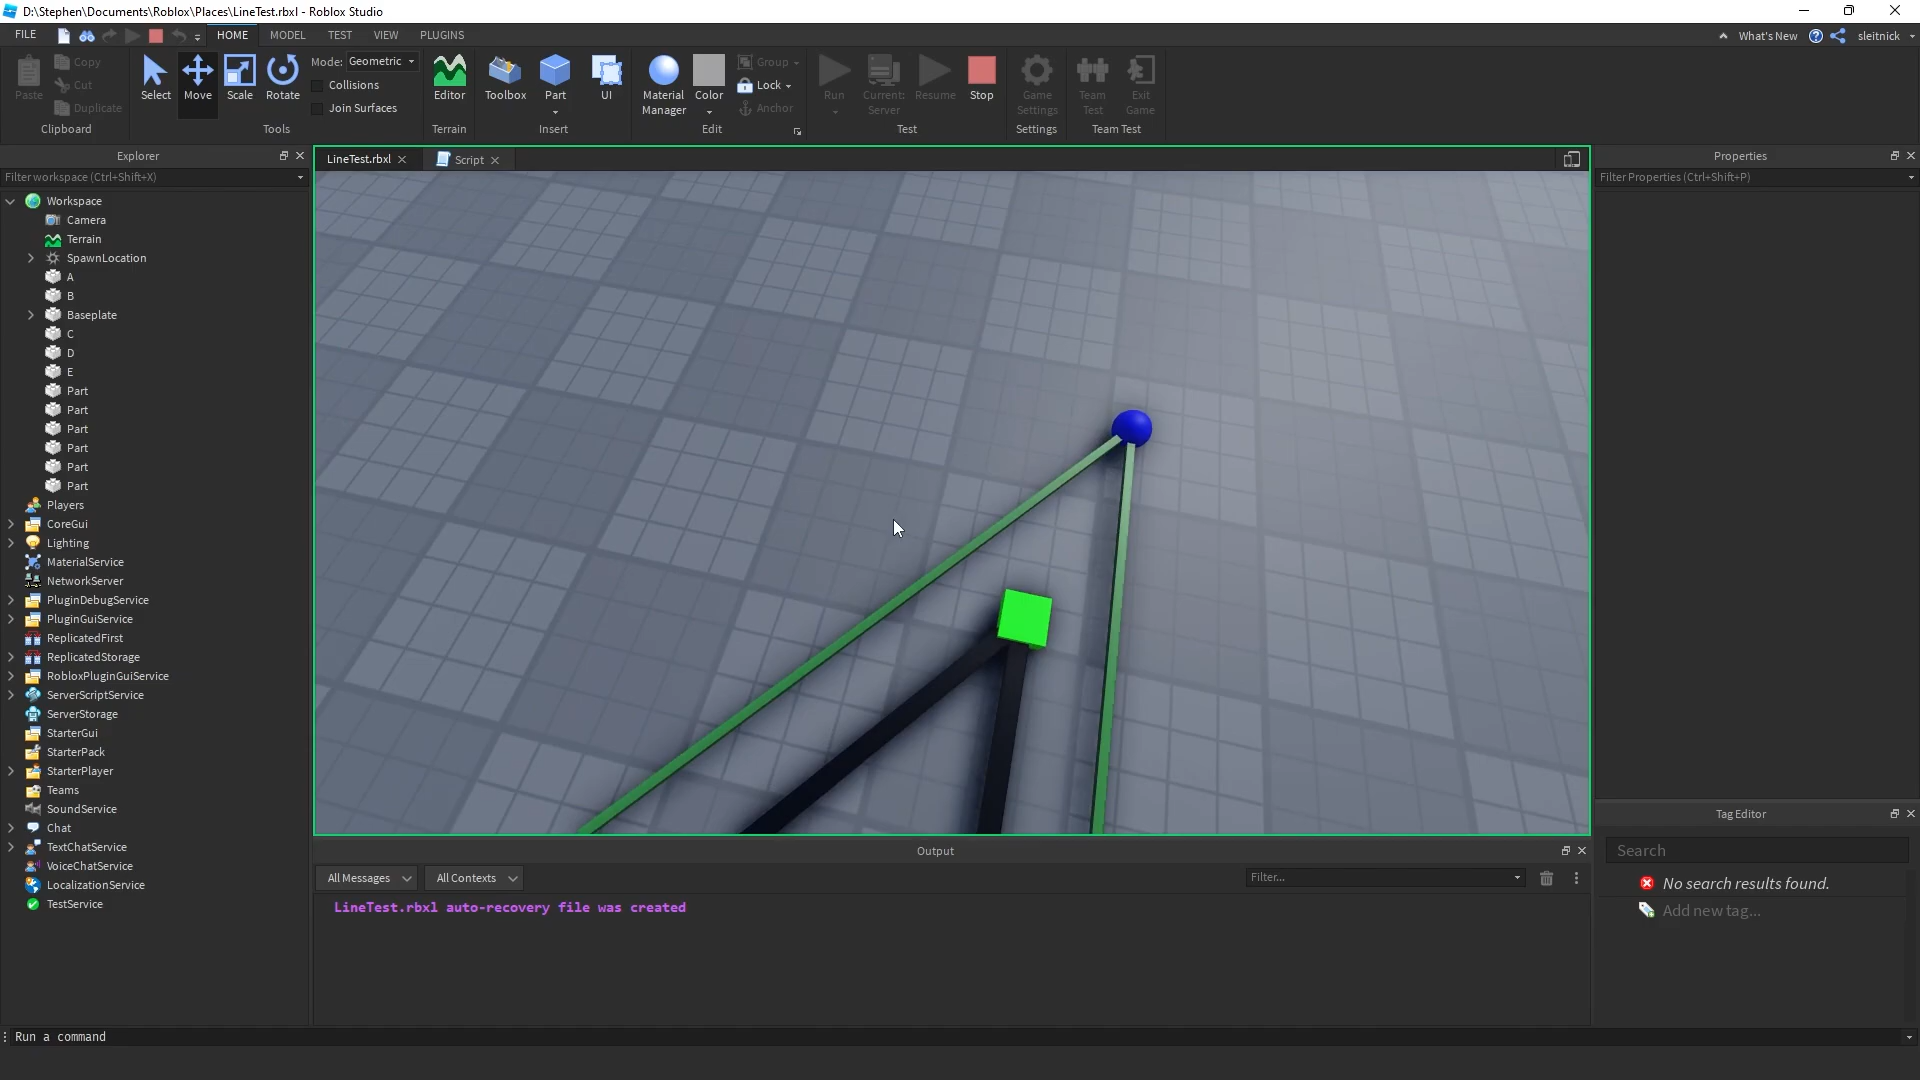 D:\Stephen\Documents\Roblox\Places\LineTest.rbxl - Roblox Studio
FILE HOME MODEL TEST VIEW PLUGINS What's New sleitnick
Paste
Copy
Cut
Duplicate
Clipboard
Select
Move
Scale
Rotate
Mode: Geometric
Collisions
Join Surfaces
Tools
Editor
Terrain
Toolbox
Part
UI
Insert
Material
Manager
Color
Group
Lock
Anchor
Edit
Run
Current:
Server
Resume
Stop
Test
Game
Settings
Settings
Team
Test
Exit
Game
Team Test
Explorer
Filter workspace (Ctrl+Shift+X)
Workspace
Camera
Terrain
SpawnLocation
A
B
Baseplate
C
D
E
Part
Part
Part
Part
Part
Part
Players
CoreGui
Lighting
MaterialService
NetworkServer
PluginDebugService
PluginGuiService
ReplicatedFirst
ReplicatedStorage
RobloxPluginGuiService
ServerScriptService
ServerStorage
StarterGui
StarterPack
StarterPlayer
Teams
SoundService
Chat
TextChatService
VoiceChatService
LocalizationService
TestService
LineTest.rbxl
Script
Output
All Messages
All Contexts
Filter...
LineTest.rbxl auto-recovery file was created
Properties
Filter Properties (Ctrl+Shift+P)
Tag Editor
Search
No search results found.
Add new tag...
Run a command